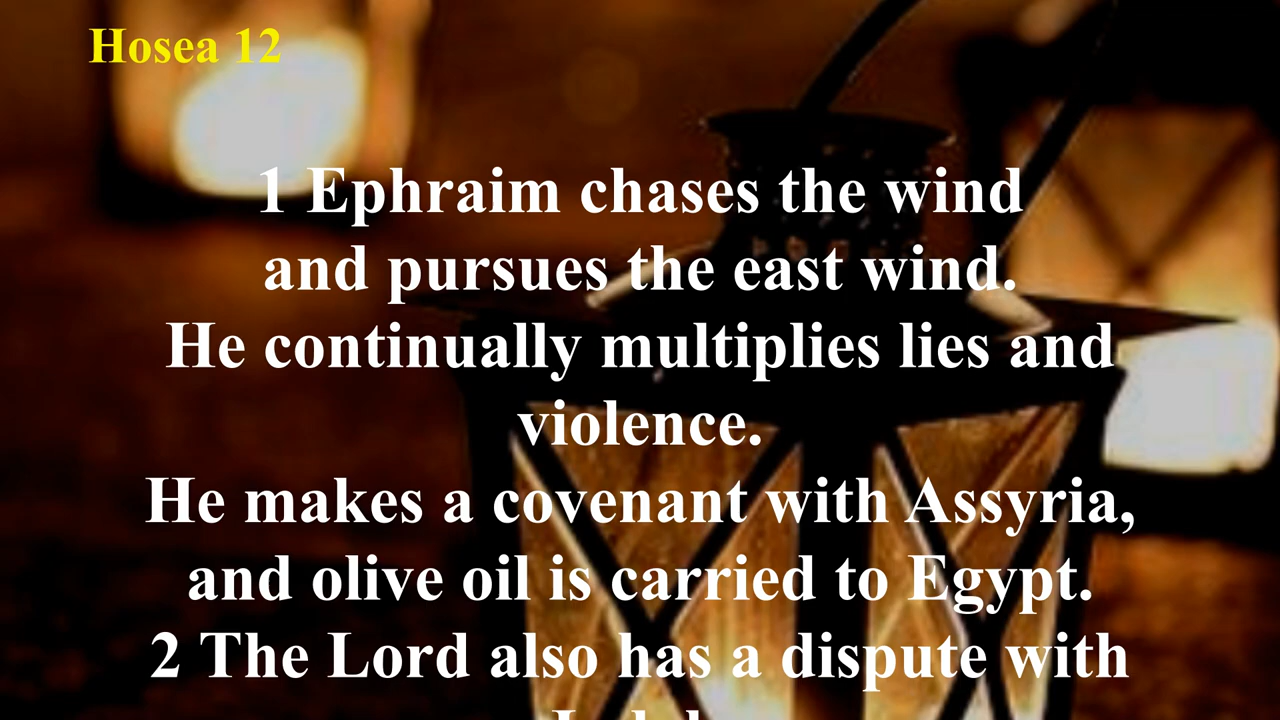 Hosea 12
1 Ephraim chases the wind
and pursues the east wind.
He continually multiplies lies and
violence.
He makes a covenant with Assyria,
and olive oil is carried to Egypt.
2 The Lord also has a dispute with